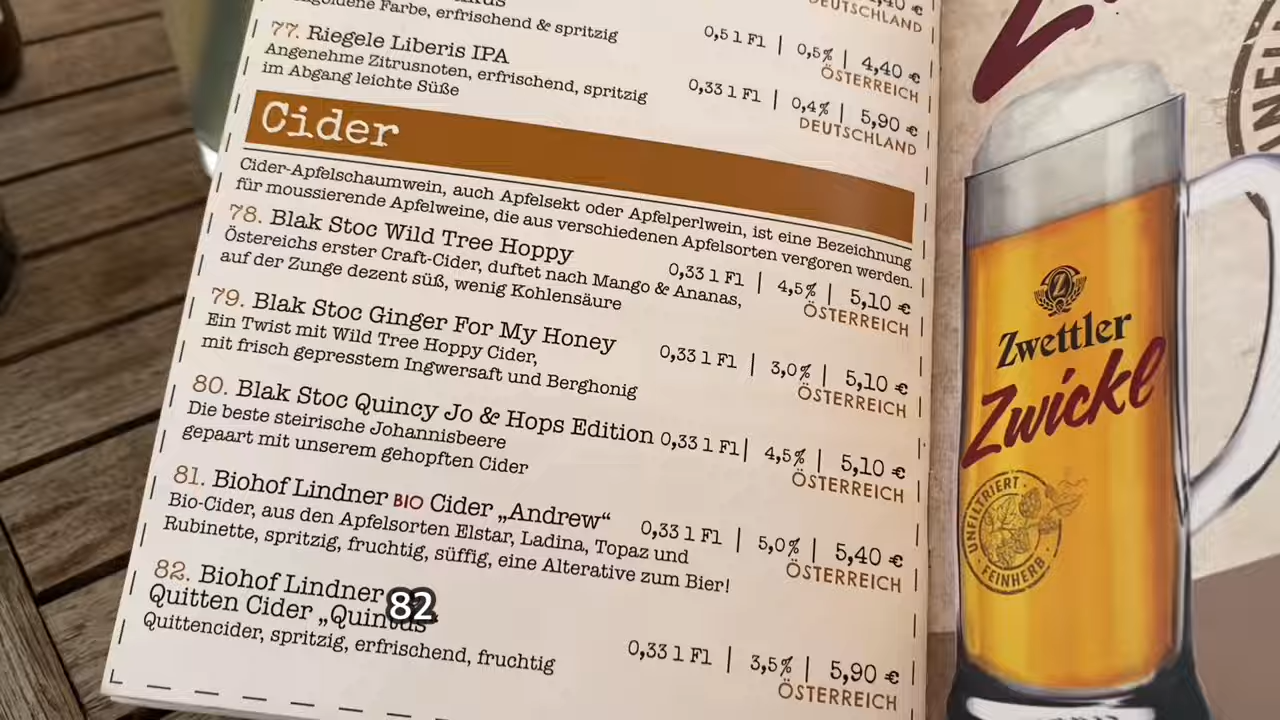 goldene Farbe, erfrischend & spritzig
0,5 l Fl | 0,5% | 4,40 €
DEUTSCHLAND
ÖSTERREICH
77. Riegele Liberis IPA
Angenehme Zitrusnoten, erfrischend, spritzig
im Abgang leichte Süße
0,33 l Fl | 0,4% | 5,90 €
DEUTSCHLAND
Cider
Cider-Apfelschaumwein, auch Apfelsekt oder Apfelperlwein, ist eine Bezeichnung
für moussierende Apfelweine, die aus verschiedenen Apfelsorten vergoren werden.
78. Blak Stoc Wild Tree Hoppy
Östereichs erster Craft-Cider, duftet nach Mango & Ananas,
auf der Zunge dezent süß, wenig Kohlensäure
0,33 l Fl | 4,5% | 5,10 €
ÖSTERREICH
79. Blak Stoc Ginger For My Honey
Ein Twist mit Wild Tree Hoppy Cider,
mit frisch gepresstem Ingwersaft und Berghonig
0,33 l Fl | 3,0% | 5,10 €
ÖSTERREICH
80. Blak Stoc Quincy Jo & Hops Edition 0,33 l Fl | 4,5% | 5,10 €
Die beste steirische Johannisbeere
gepaart mit unserem gehopften Cider
ÖSTERREICH
81. Biohof Lindner BIO Cider „Andrew“
Bio-Cider, aus den Apfelsorten Elstar, Ladina, Topaz und
Rubinette, spritzig, fruchtig, süffig, eine Alterative zum Bier!
0,33 l Fl | 5,0% | 5,40 €
ÖSTERREICH
82. Biohof Lindner
82
Quitten Cider „Quintus“
Quittencider, spritzig, erfrischend, fruchtig
0,33 l Fl | 3,5% | 5,90 €
ÖSTERREICH
Z
Zwettler
Zwickl
UNFILTRIERT
FEINHERB